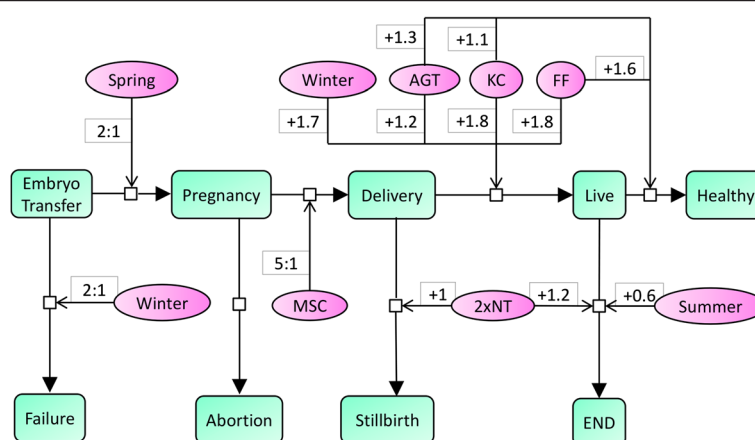 +1.3
+1.1
Spring
Winter
AGT
KC
FF
+1.6
2:1
+1.7
+1.2
+1.8
+1.8
Embryo
Transfer
Pregnancy
Delivery
Live
Healthy
5:1
2:1
Winter
MSC
+1
2xNT
+1.2
+0.6
Summer
Failure
Abortion
Stillbirth
END